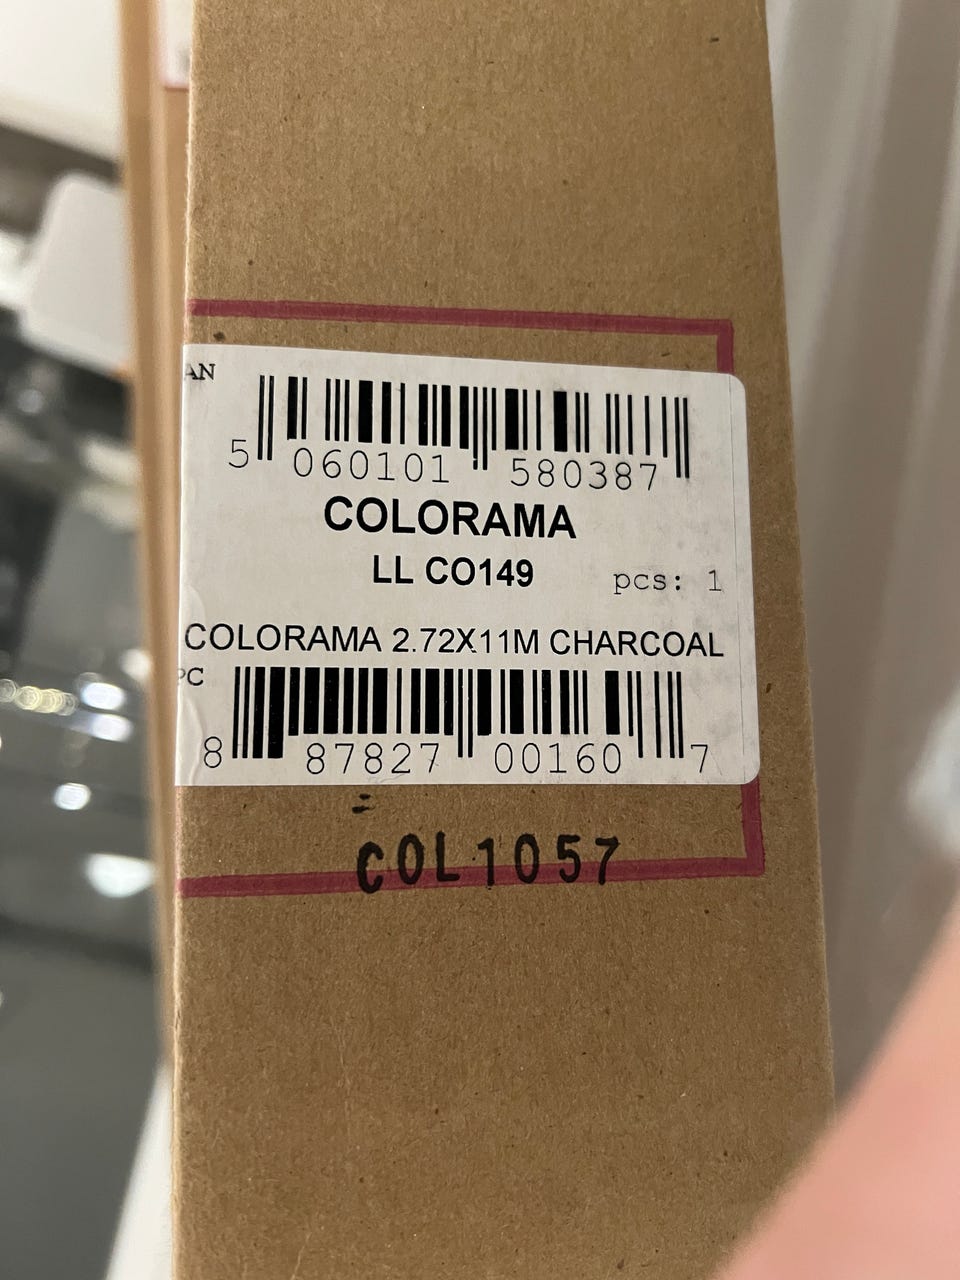 AN
5 060101 580387
COLORAMA
LL CO149
pcs: 1
COLORAMA 2.72X11M CHARCOAL
PC
8 87827 00160 7
COL1057